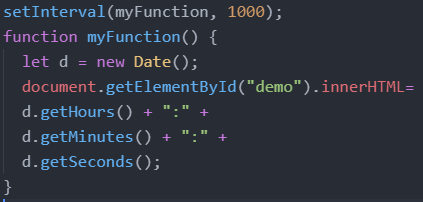 setInterval(myFunction, 1000);
function myFunction() {
  let d = new Date();
  document.getElementById("demo").innerHTML=
  d.getHours() + ":" +
  d.getMinutes() + ":" +
  d.getSeconds();
}